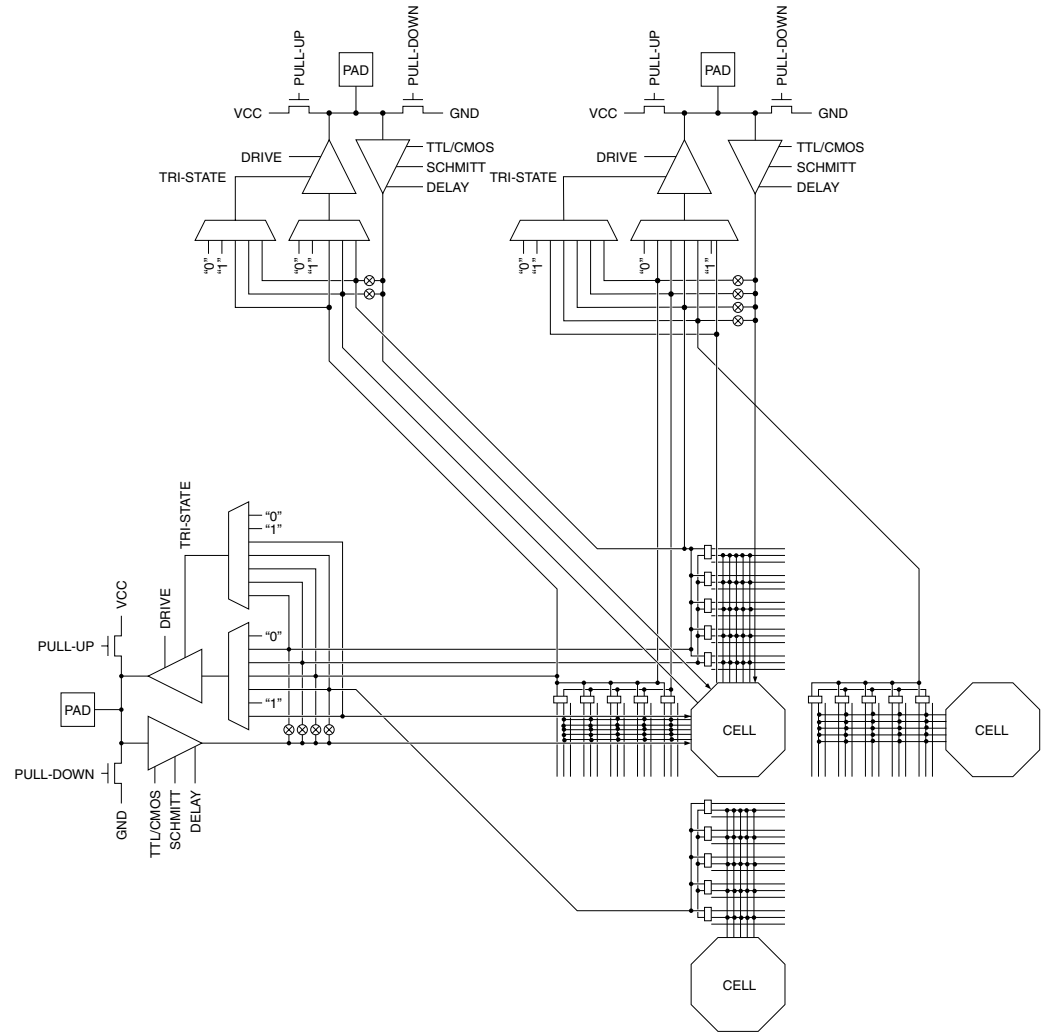 PULL-UP
PULL-DOWN
PULL-UP
PULL-DOWN
PAD
PAD
VCC
GND
VCC
GND
DRIVE
TTL/CMOS
SCHMITT
DELAY
TRI-STATE
DRIVE
TTL/CMOS
SCHMITT
DELAY
TRI-STATE
"0"
"1"
"0"
"1"
"0"
"1"
"0"
"1"
TRI-STATE
"0"
"1"
VCC
DRIVE
PULL-UP
"0"
PAD
"1"
PULL-DOWN
GND
TTL/CMOS
SCHMITT
DELAY
CELL
CELL
CELL